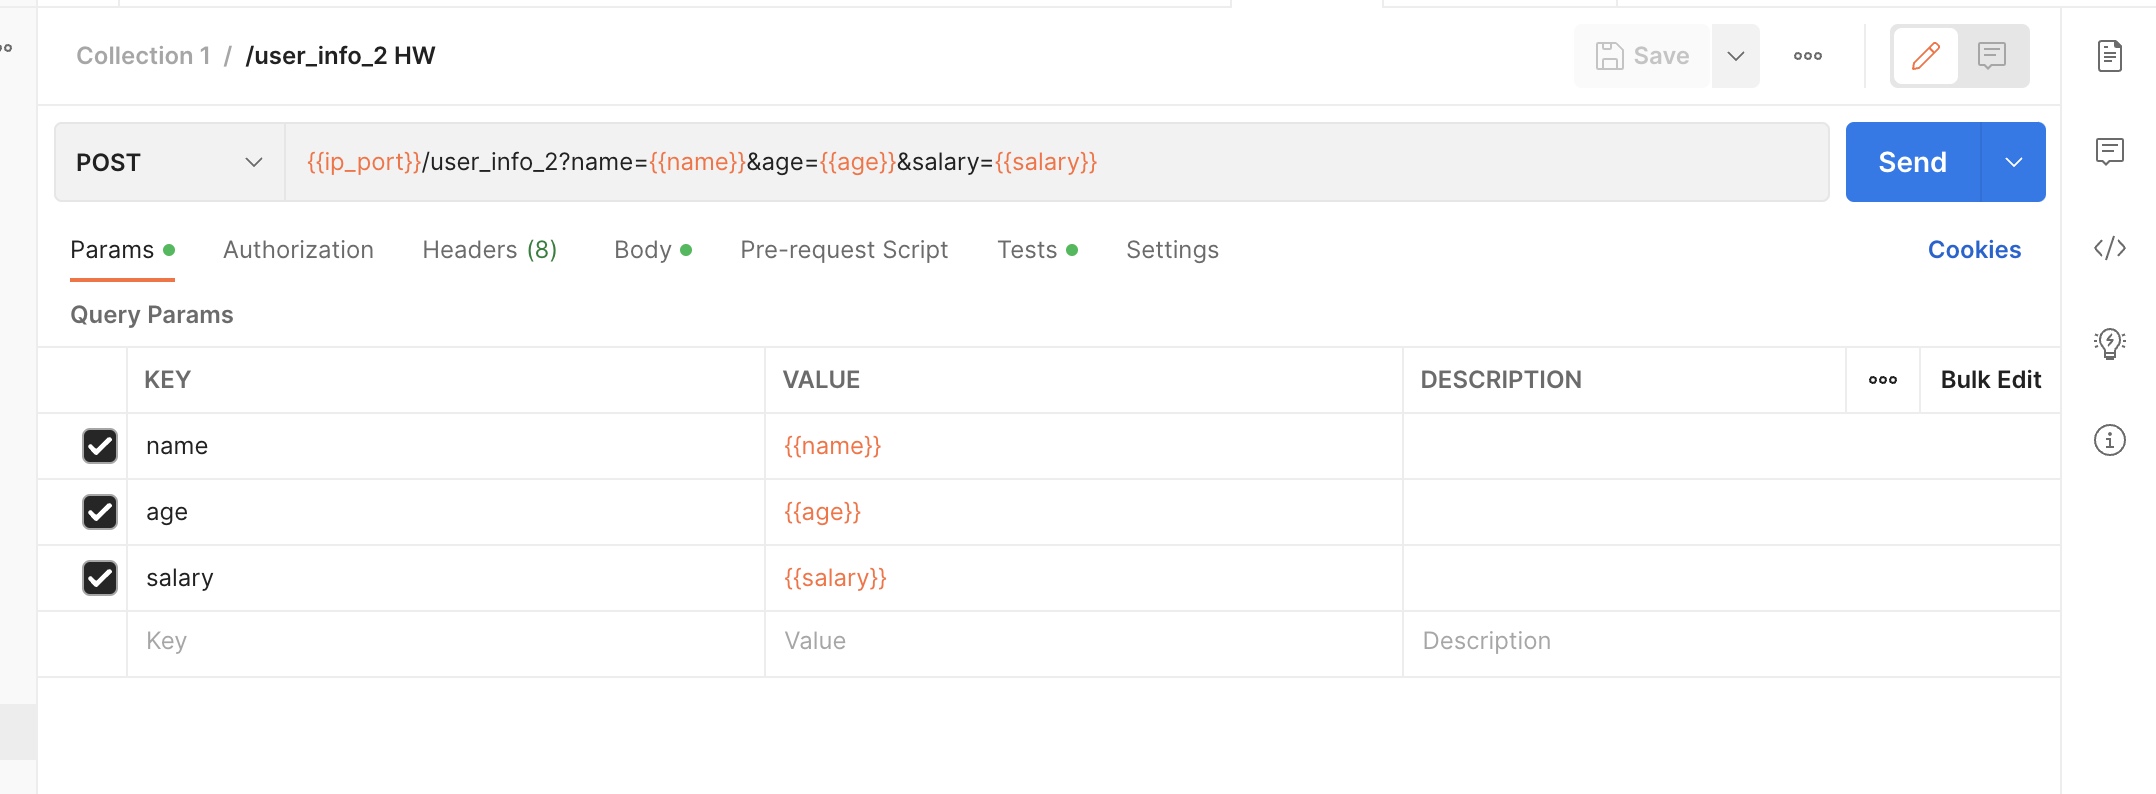 Collection 1 / /user_info_2 HW
Save
POST
{{ip_port}}/user_info_2?name={{name}}&age={{age}}&salary={{salary}}
Send
Params Authorization Headers (8) Body Pre-request Script Tests Settings Cookies
Query Params
KEY VALUE DESCRIPTION Bulk Edit
name {{name}}
age {{age}}
salary {{salary}}
Key Value Description